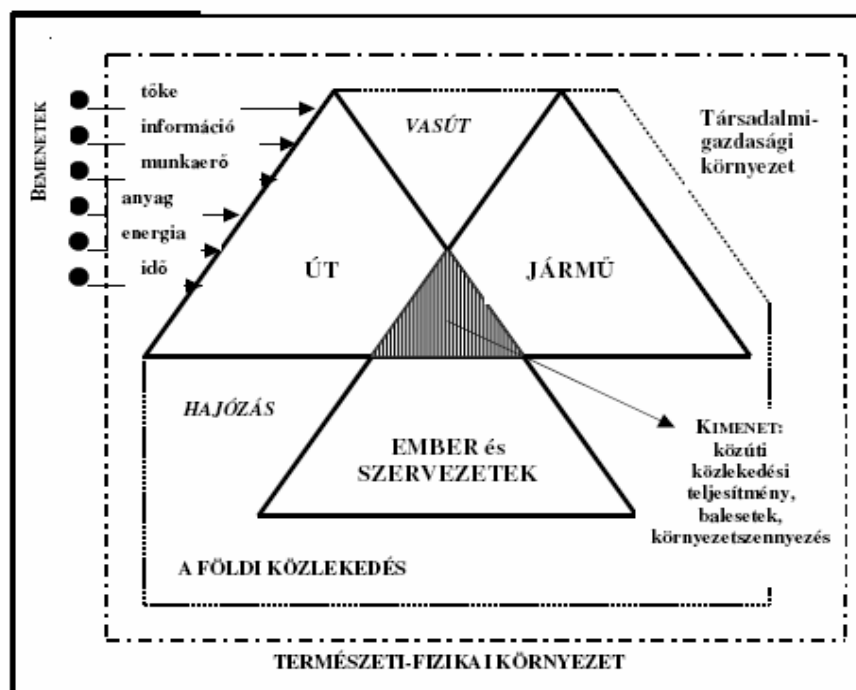 BEMENETEK
tőke
információ
munkaerő
anyag
energia
idő
VASÚT
Társadalmi-
gazdasági
környezet
ÚT
JÁRMŰ
HAJÓZÁS
EMBER és
SZERVEZETEK
KIMENET:
közúti
közlekedési
teljesítmény,
balesetek,
környezetszennyezés
A FÖLDI KÖZLEKEDÉS
TERMÉSZETI-FIZIKAI KÖRNYEZET